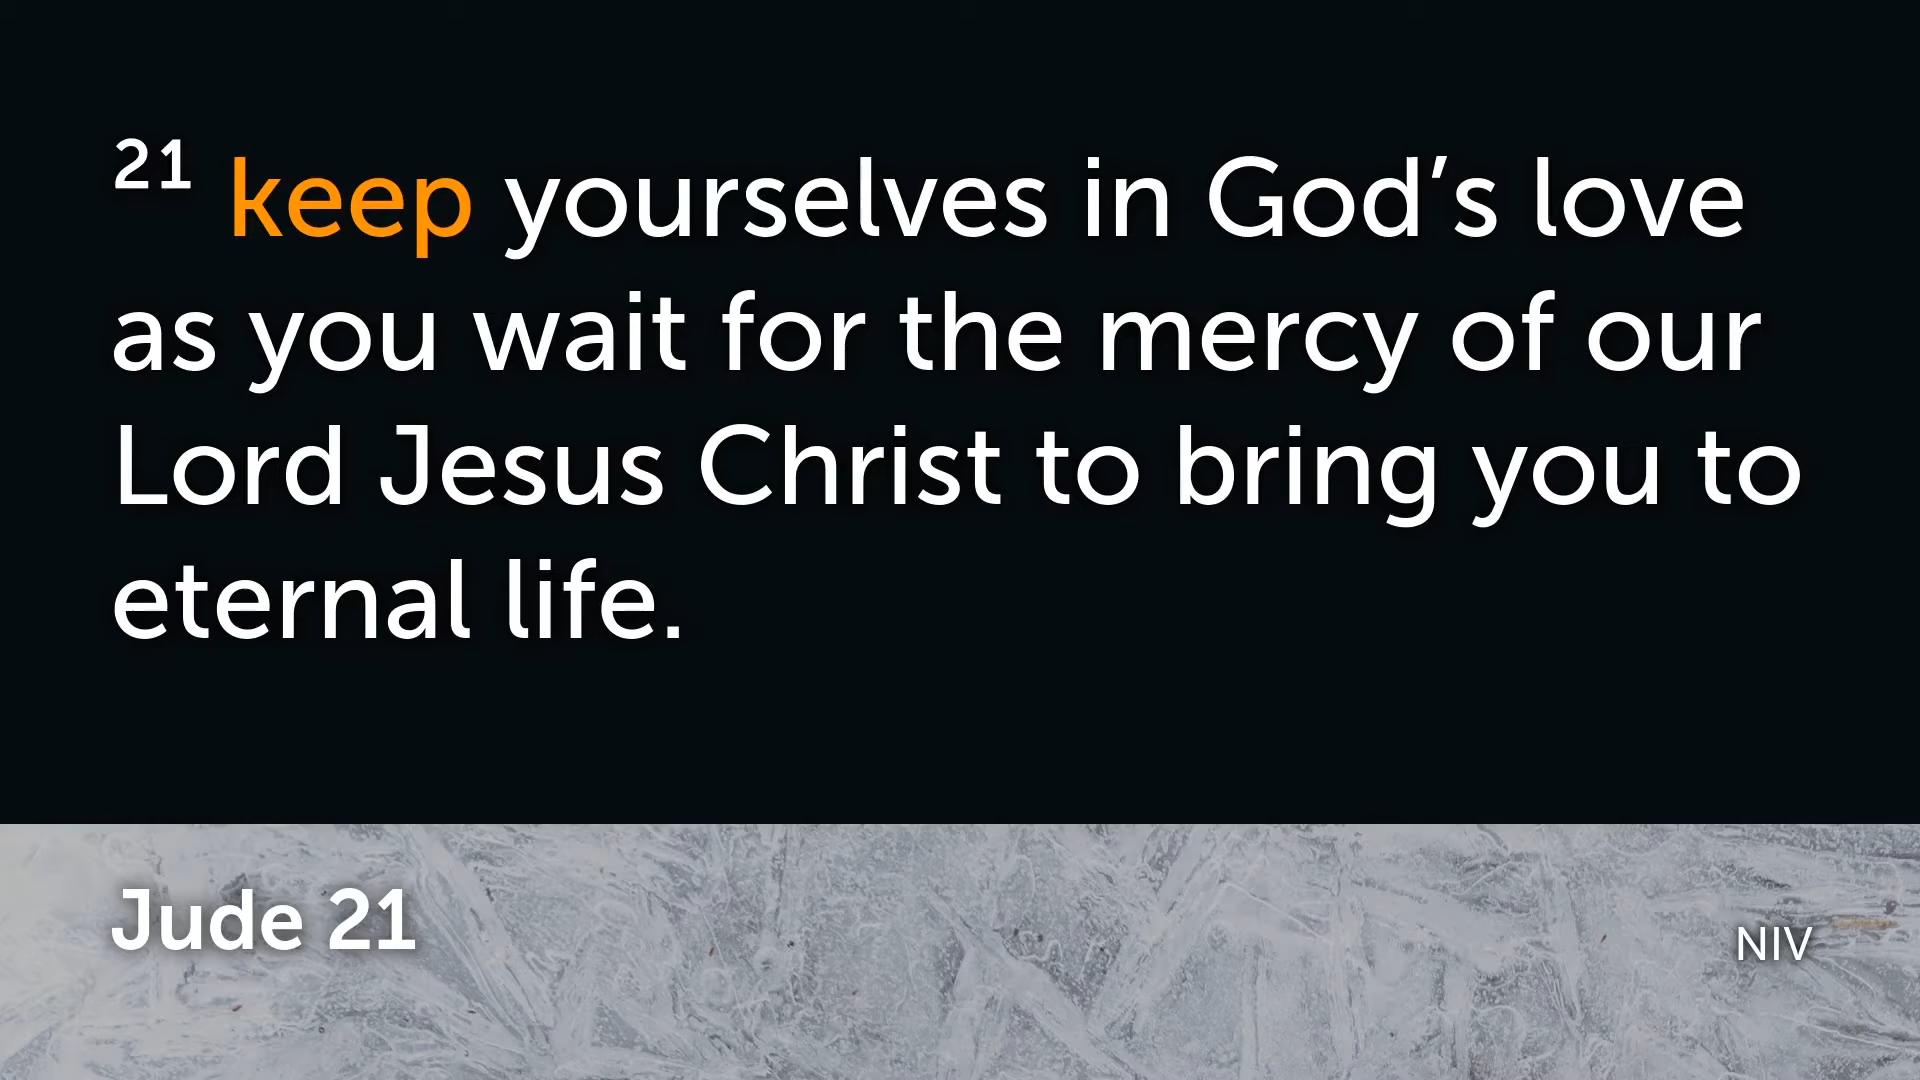 21 keep yourselves in God’s love
as you wait for the mercy of our
Lord Jesus Christ to bring you to
eternal life.
Jude 21
NIV